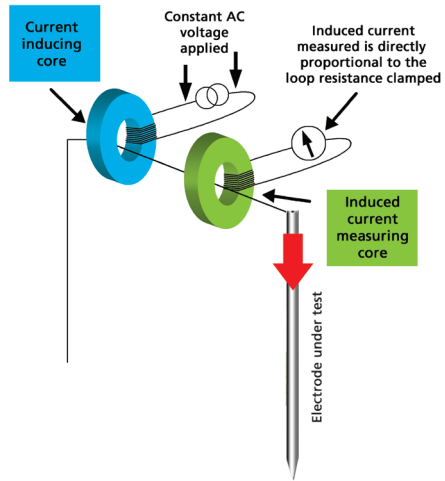 Current
inducing
core
Constant AC
voltage
applied
Induced current
measured is directly
proportional to the
loop resistance clamped
Induced
current
measuring
core
Electrode under test